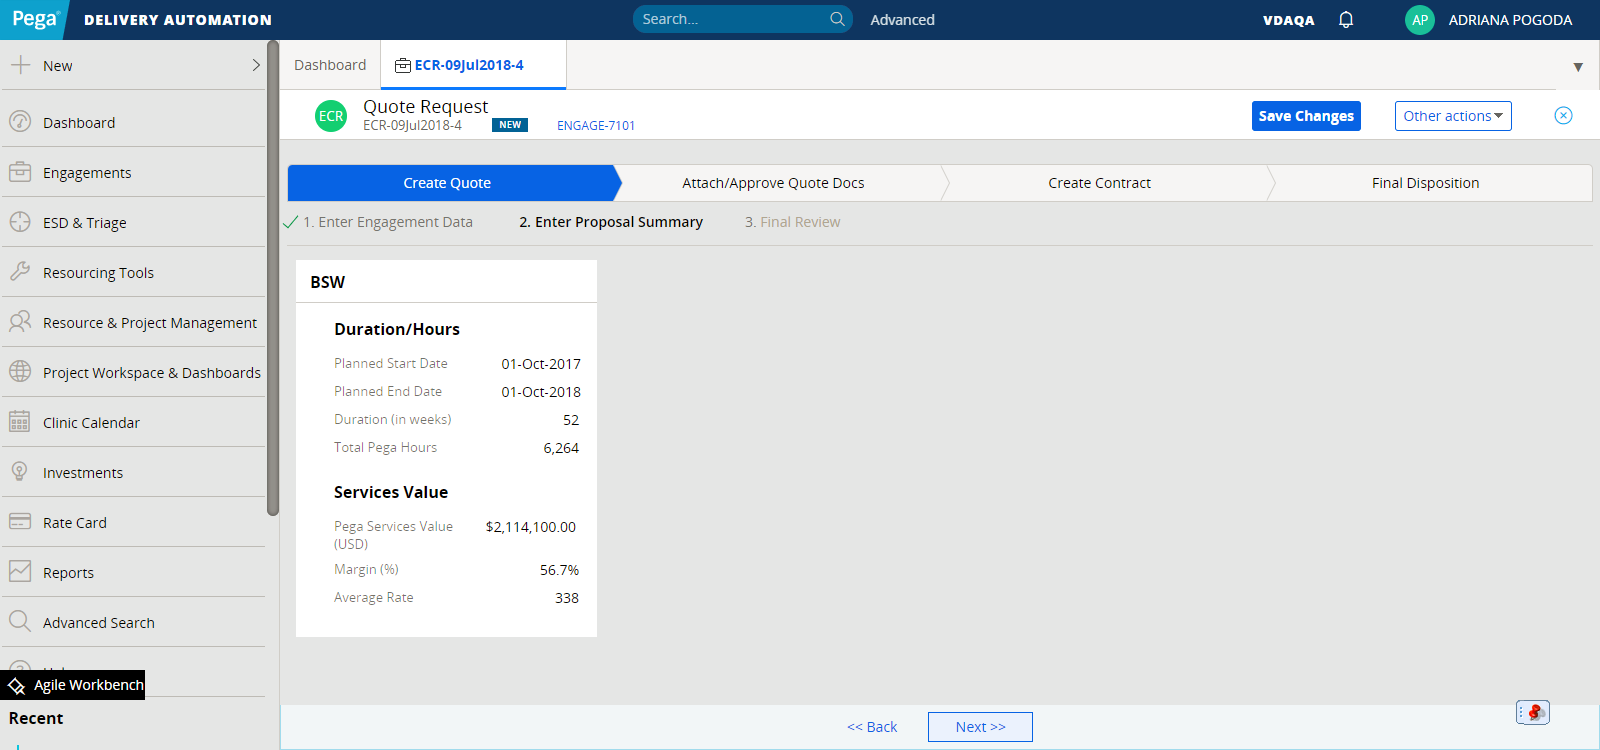 Pega DELIVERY AUTOMATION Search... Advanced VDAQA AP ADRIANA POGODA
New
Dashboard
Engagements
ESD & Triage
Resourcing Tools
Resource & Project Management
Project Workspace & Dashboards
Clinic Calendar
Investments
Rate Card
Reports
Advanced Search
Agile Workbench
Recent
Dashboard ECR-09Jul2018-4
ECR Quote Request
ECR-09Jul2018-4 NEW ENGAGE-7101
Save Changes Other actions
Create Quote Attach/Approve Quote Docs Create Contract Final Disposition
1. Enter Engagement Data 2. Enter Proposal Summary 3. Final Review
BSW
Duration/Hours
Planned Start Date 01-Oct-2017
Planned End Date 01-Oct-2018
Duration (in weeks) 52
Total Pega Hours 6,264
Services Value
Pega Services Value $2,114,100.00
(USD)
Margin (%) 56.7%
Average Rate 338
<< Back Next >>